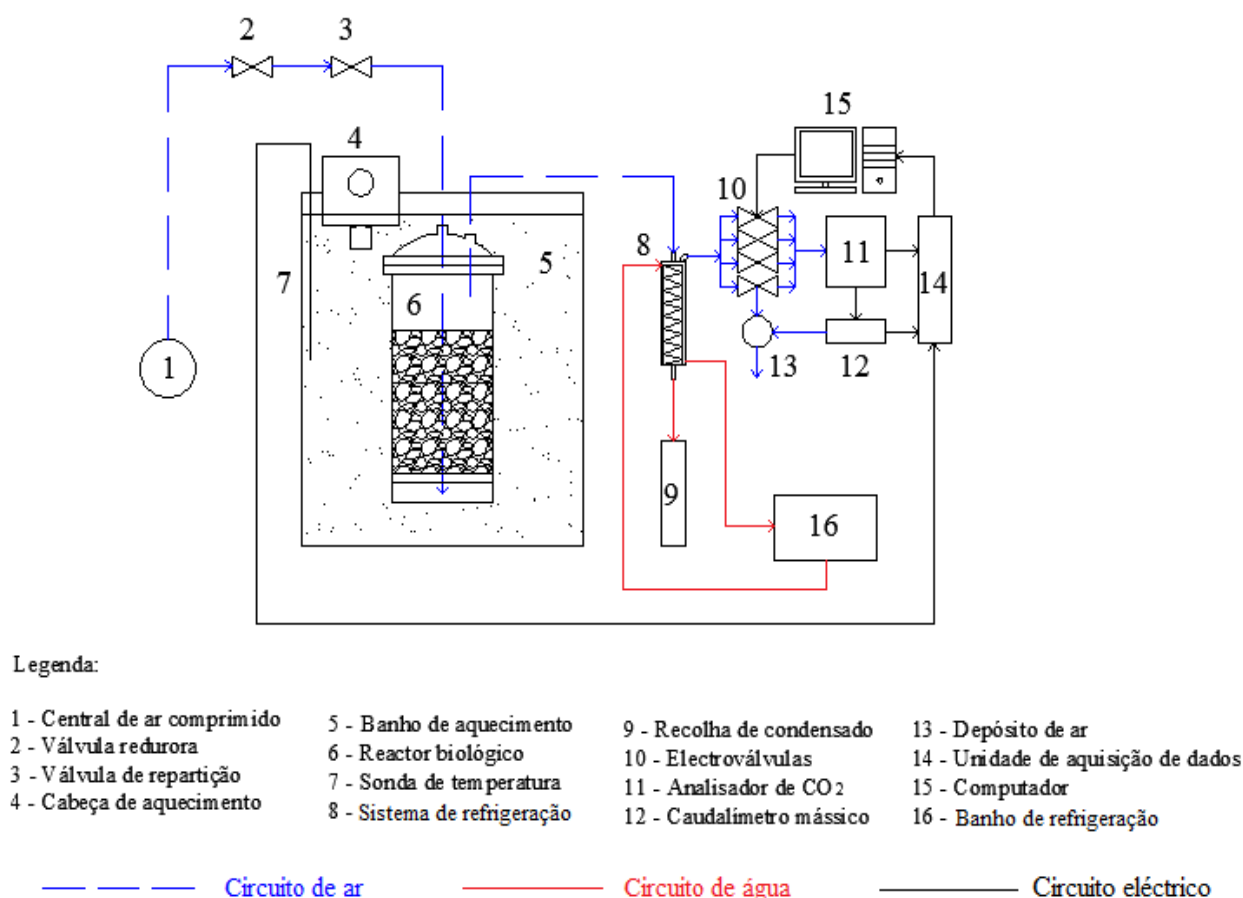 2
3
15
4
10
8
5
11
7
14
6
1
13
12
9
16
Legenda:
1 - Central de ar comprimido
2 - Válvula redurora
3 - Válvula de repartição
4 - Cabeça de aquecimento
5 - Banho de aquecimento
6 - Reactor biológico
7 - Sonda de temperatura
8 - Sistema de refrigeração
9 - Recolha de condensado
10 - Electroválvulas
11 - Analisador de CO2
12 - Caudalímetro mássico
13 - Depósito de ar
14 - Unidade de aquisição de dados
15 - Computador
16 - Banho de refrigeração
Circuito de ar
Circuito de água
Circuito eléctrico